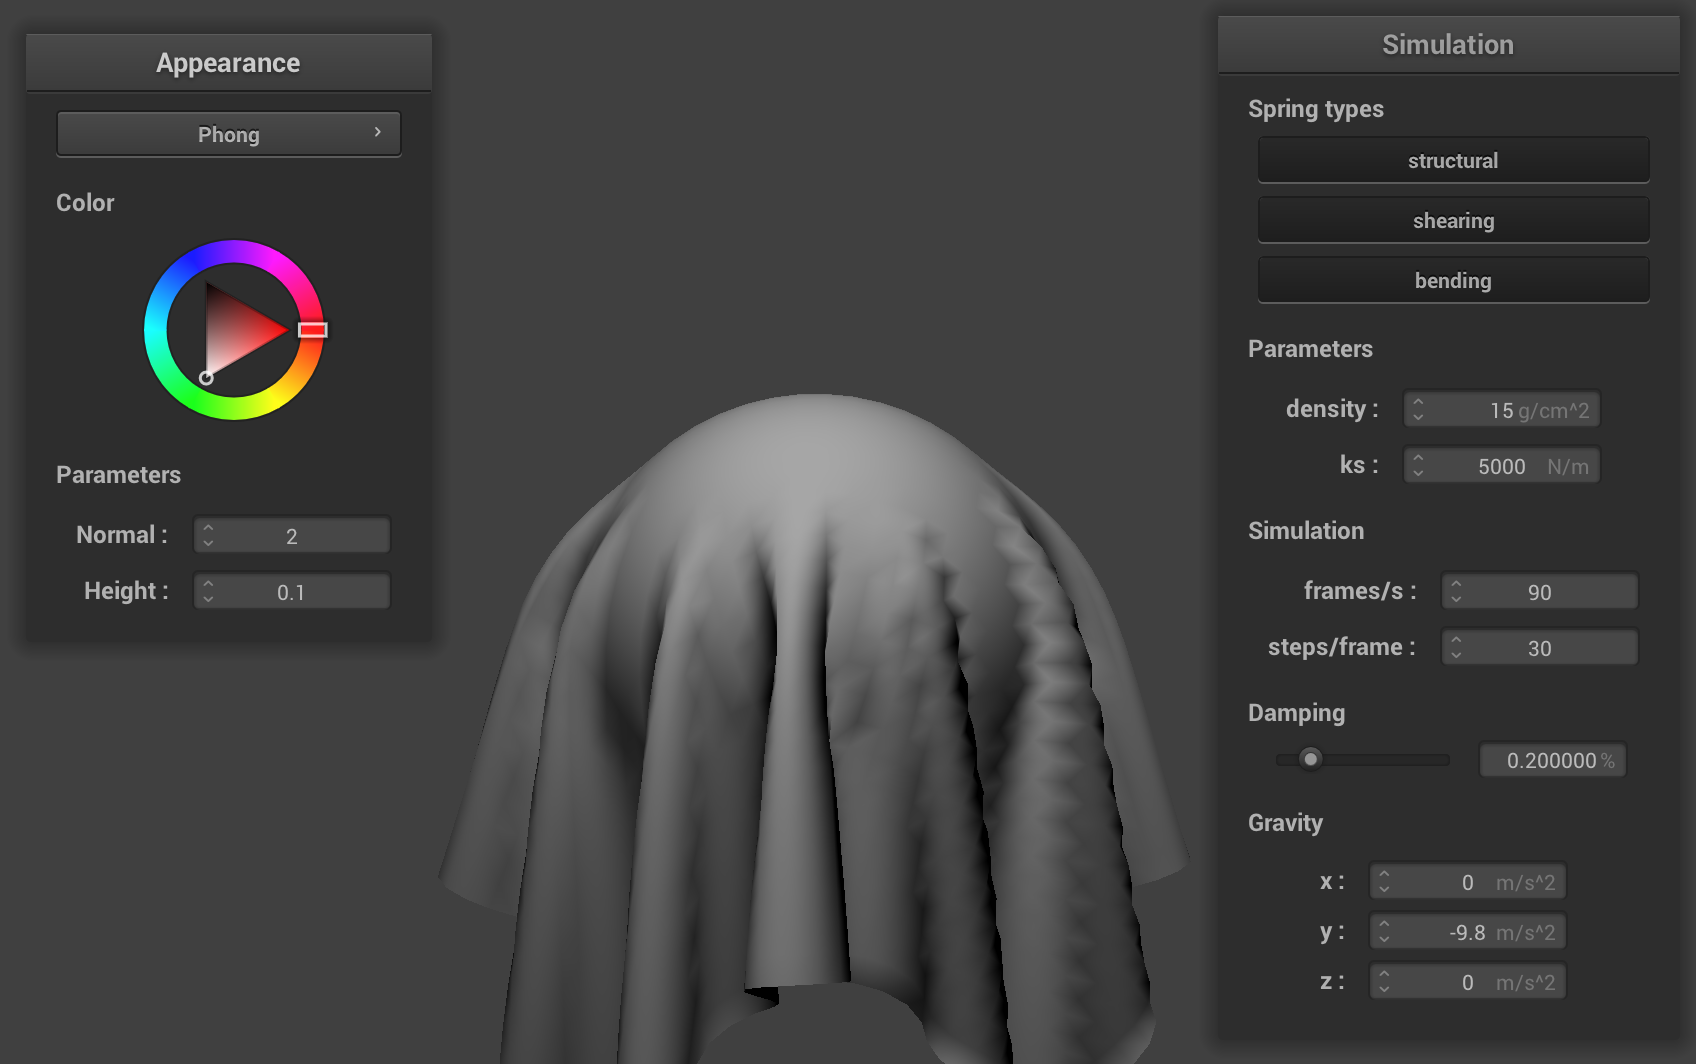 Appearance
Phong
Color
Parameters
Normal :
2
Height :
0.1
Simulation
Spring types
structural
shearing
bending
Parameters
density :
15 g/cm^2
ks :
5000 N/m
Simulation
frames/s :
90
steps/frame :
30
Damping
0.200000 %
Gravity
x :
0 m/s^2
y :
-9.8 m/s^2
z :
0 m/s^2